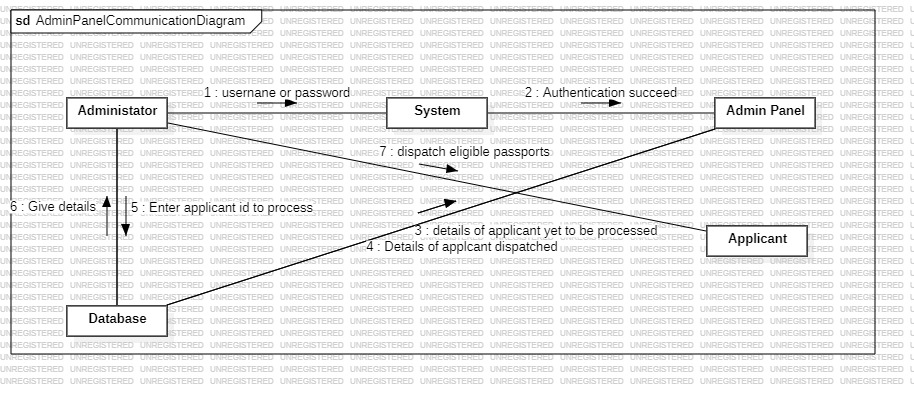 sd AdminPanelCommunicationDiagram
1 : usernane or password
2 : Authentication succeed
Administator
System
Admin Panel
7 : dispatch eligible passports
6 : Give details
5 : Enter applicant id to process
3 : details of applicant yet to be processed
4 : Details of applcant dispatched
Applicant
Database
UNREGISTERED